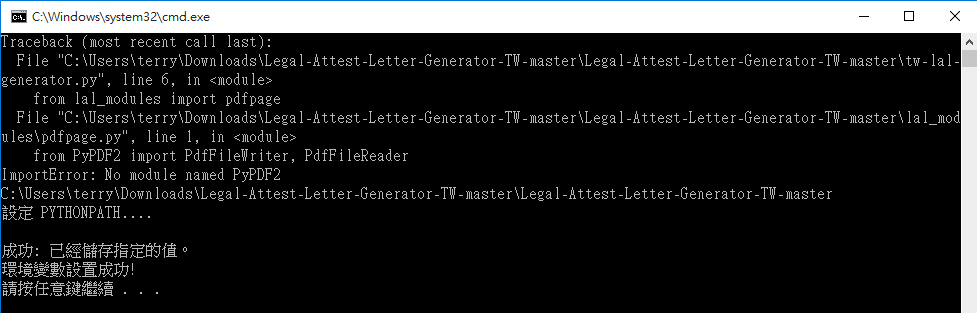 C:\Windows\system32\cmd.exe
Traceback (most recent call last):
  File "C:\Users\terry\Downloads\Legal-Attest-Letter-Generator-TW-master\Legal-Attest-Letter-Generator-TW-master\tw-lal-
generator.py", line 6, in <module>
    from lal_modules import pdfpage
  File "C:\Users\terry\Downloads\Legal-Attest-Letter-Generator-TW-master\Legal-Attest-Letter-Generator-TW-master\lal_mod
ules\pdfpage.py", line 1, in <module>
    from PyPDF2 import PdfFileWriter, PdfFileReader
ImportError: No module named PyPDF2
C:\Users\terry\Downloads\Legal-Attest-Letter-Generator-TW-master\Legal-Attest-Letter-Generator-TW-master
設定 PYTHONPATH....
成功: 已經儲存指定的值。
環境變數設置成功!
請按任意鍵繼續 . . .